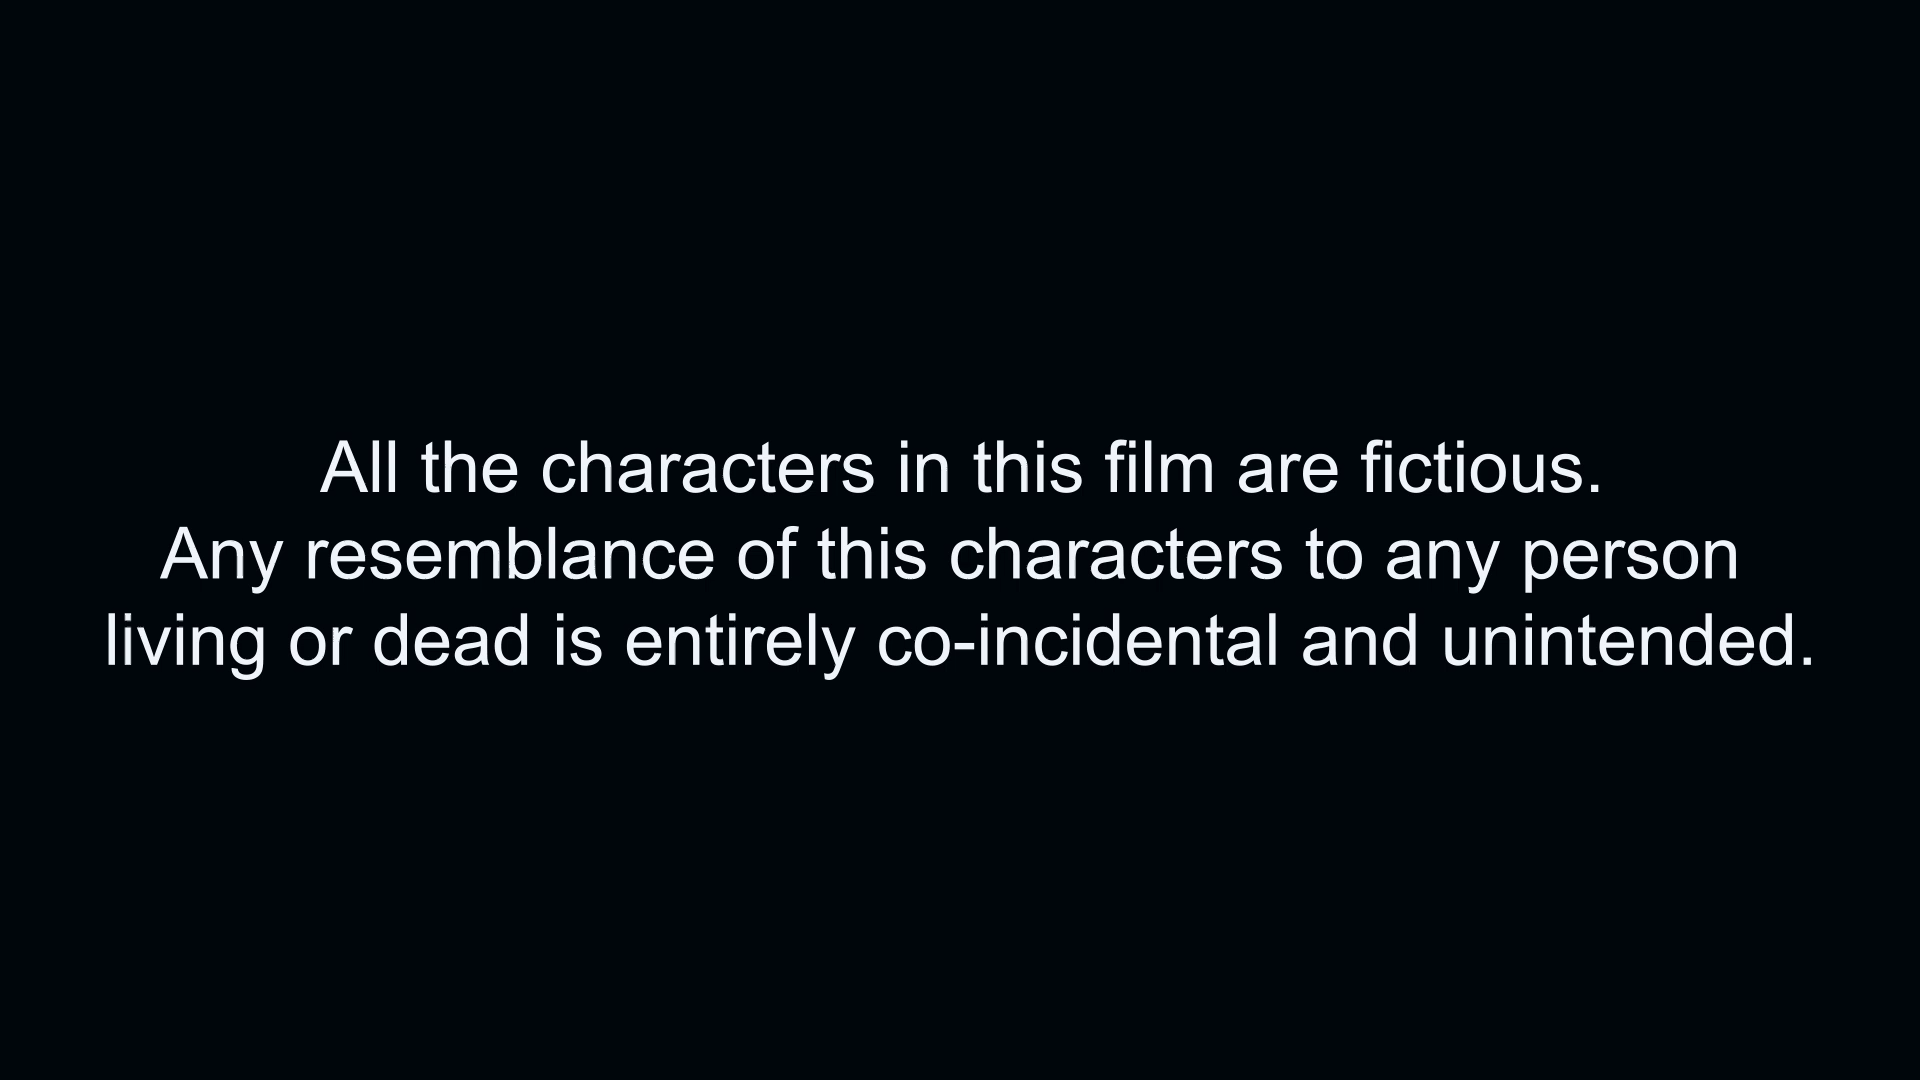 All the characters in this film are fictious.
Any resemblance of this characters to any person
living or dead is entirely co-incidental and unintended.